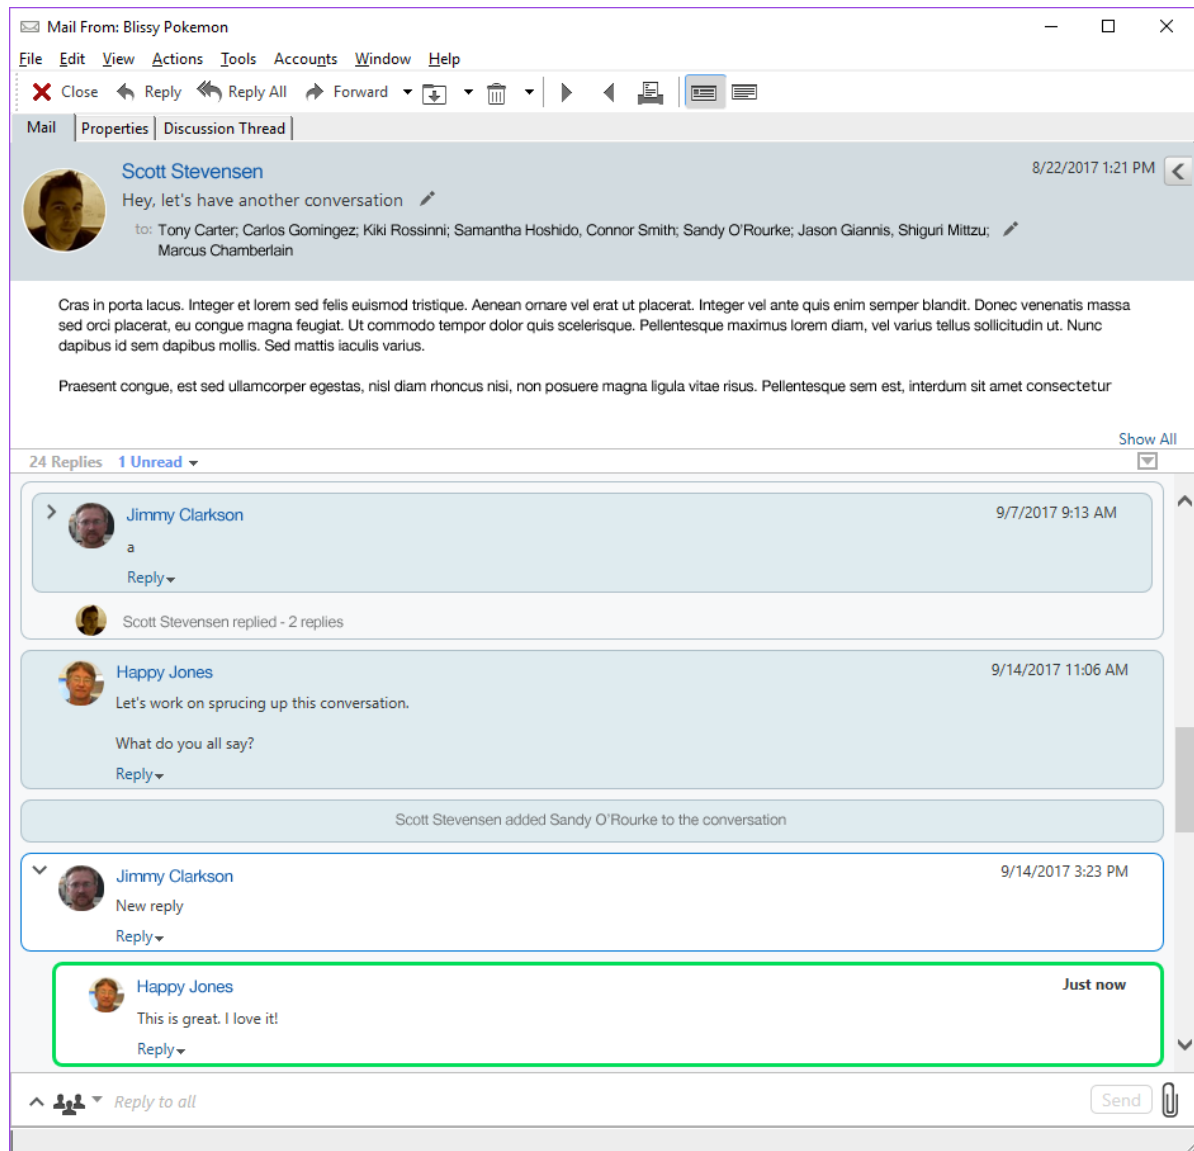 Mail From: Blissy Pokemon
File Edit View Actions Tools Accounts Window Help
Close Reply Reply All Forward
Mail Properties Discussion Thread
Scott Stevensen 8/22/2017 1:21 PM
Hey, let's have another conversation
to: Tony Carter; Carlos Gomingez; Kiki Rossinni; Samantha Hoshido, Connor Smith; Sandy O'Rourke; Jason Giannis, Shiguri Mittzu;
Marcus Chamberlain
Cras in porta lacus. Integer et lorem sed felis euismod tristique. Aenean ornare vel erat ut placerat. Integer vel ante quis enim semper blandit. Donec venenatis massa
sed orci placerat, eu congue magna feugiat. Ut commodo tempor dolor quis scelerisque. Pellentesque maximus lorem diam, vel varius tellus sollicitudin ut. Nunc
dapibus id sem dapibus mollis. Sed mattis iaculis varius.
Praesent congue, est sed ullamcorper egestas, nisl diam rhoncus nisi, non posuere magna ligula vitae risus. Pellentesque sem est, interdum sit amet consectetur
Show All
24 Replies 1 Unread
Jimmy Clarkson 9/7/2017 9:13 AM
a
Reply
Scott Stevensen replied - 2 replies
Happy Jones 9/14/2017 11:06 AM
Let's work on sprucing up this conversation.
What do you all say?
Reply
Scott Stevensen added Sandy O'Rourke to the conversation
Jimmy Clarkson 9/14/2017 3:23 PM
New reply
Reply
Happy Jones Just now
This is great. I love it!
Reply
Reply to all Send